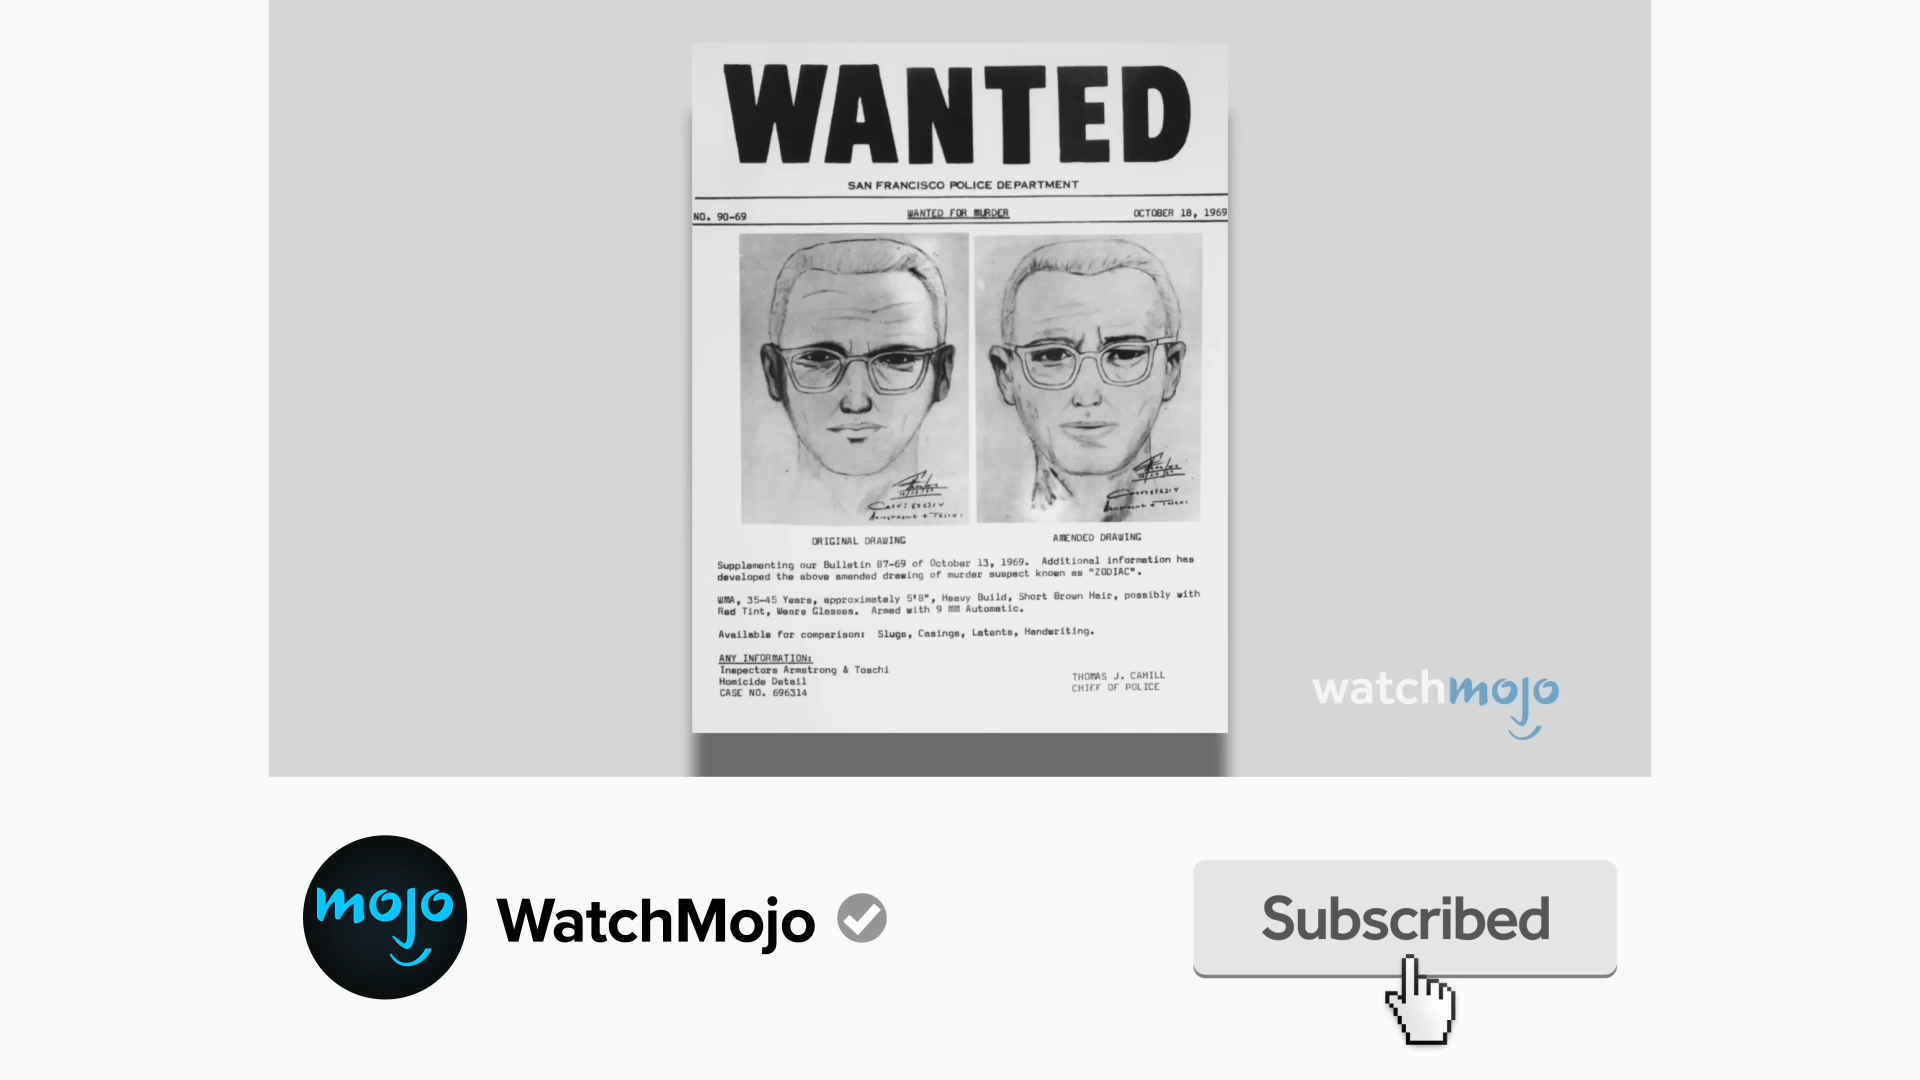 WANTED
SAN FRANCISCO POLICE DEPARTMENT
NO. 90-69 WANTED FOR MURDER OCTOBER 18, 1969
ORIGINAL DRAWING AMENDED DRAWING
Supplementing our Bulletin 87-69 of October 13, 1969. Additional information has
developed the above amended drawing of murder suspect known as "ZODIAC".
WMA, 35-45 Years, approximately 5'8", Heavy Build, Short Brown Hair, possibly with
Red Tint, Wears Glasses. Armed with 9 MM Automatic.
Available for comparison: Slugs, Casings, Latents, Handwriting.
ANY INFORMATION:
Inspectors Armstrong & Toschi
Homicide Detail
CASE NO. 696314
THOMAS J. CAHILL
CHIEF OF POLICE
watchmojo
mojo
WatchMojo
Subscribed